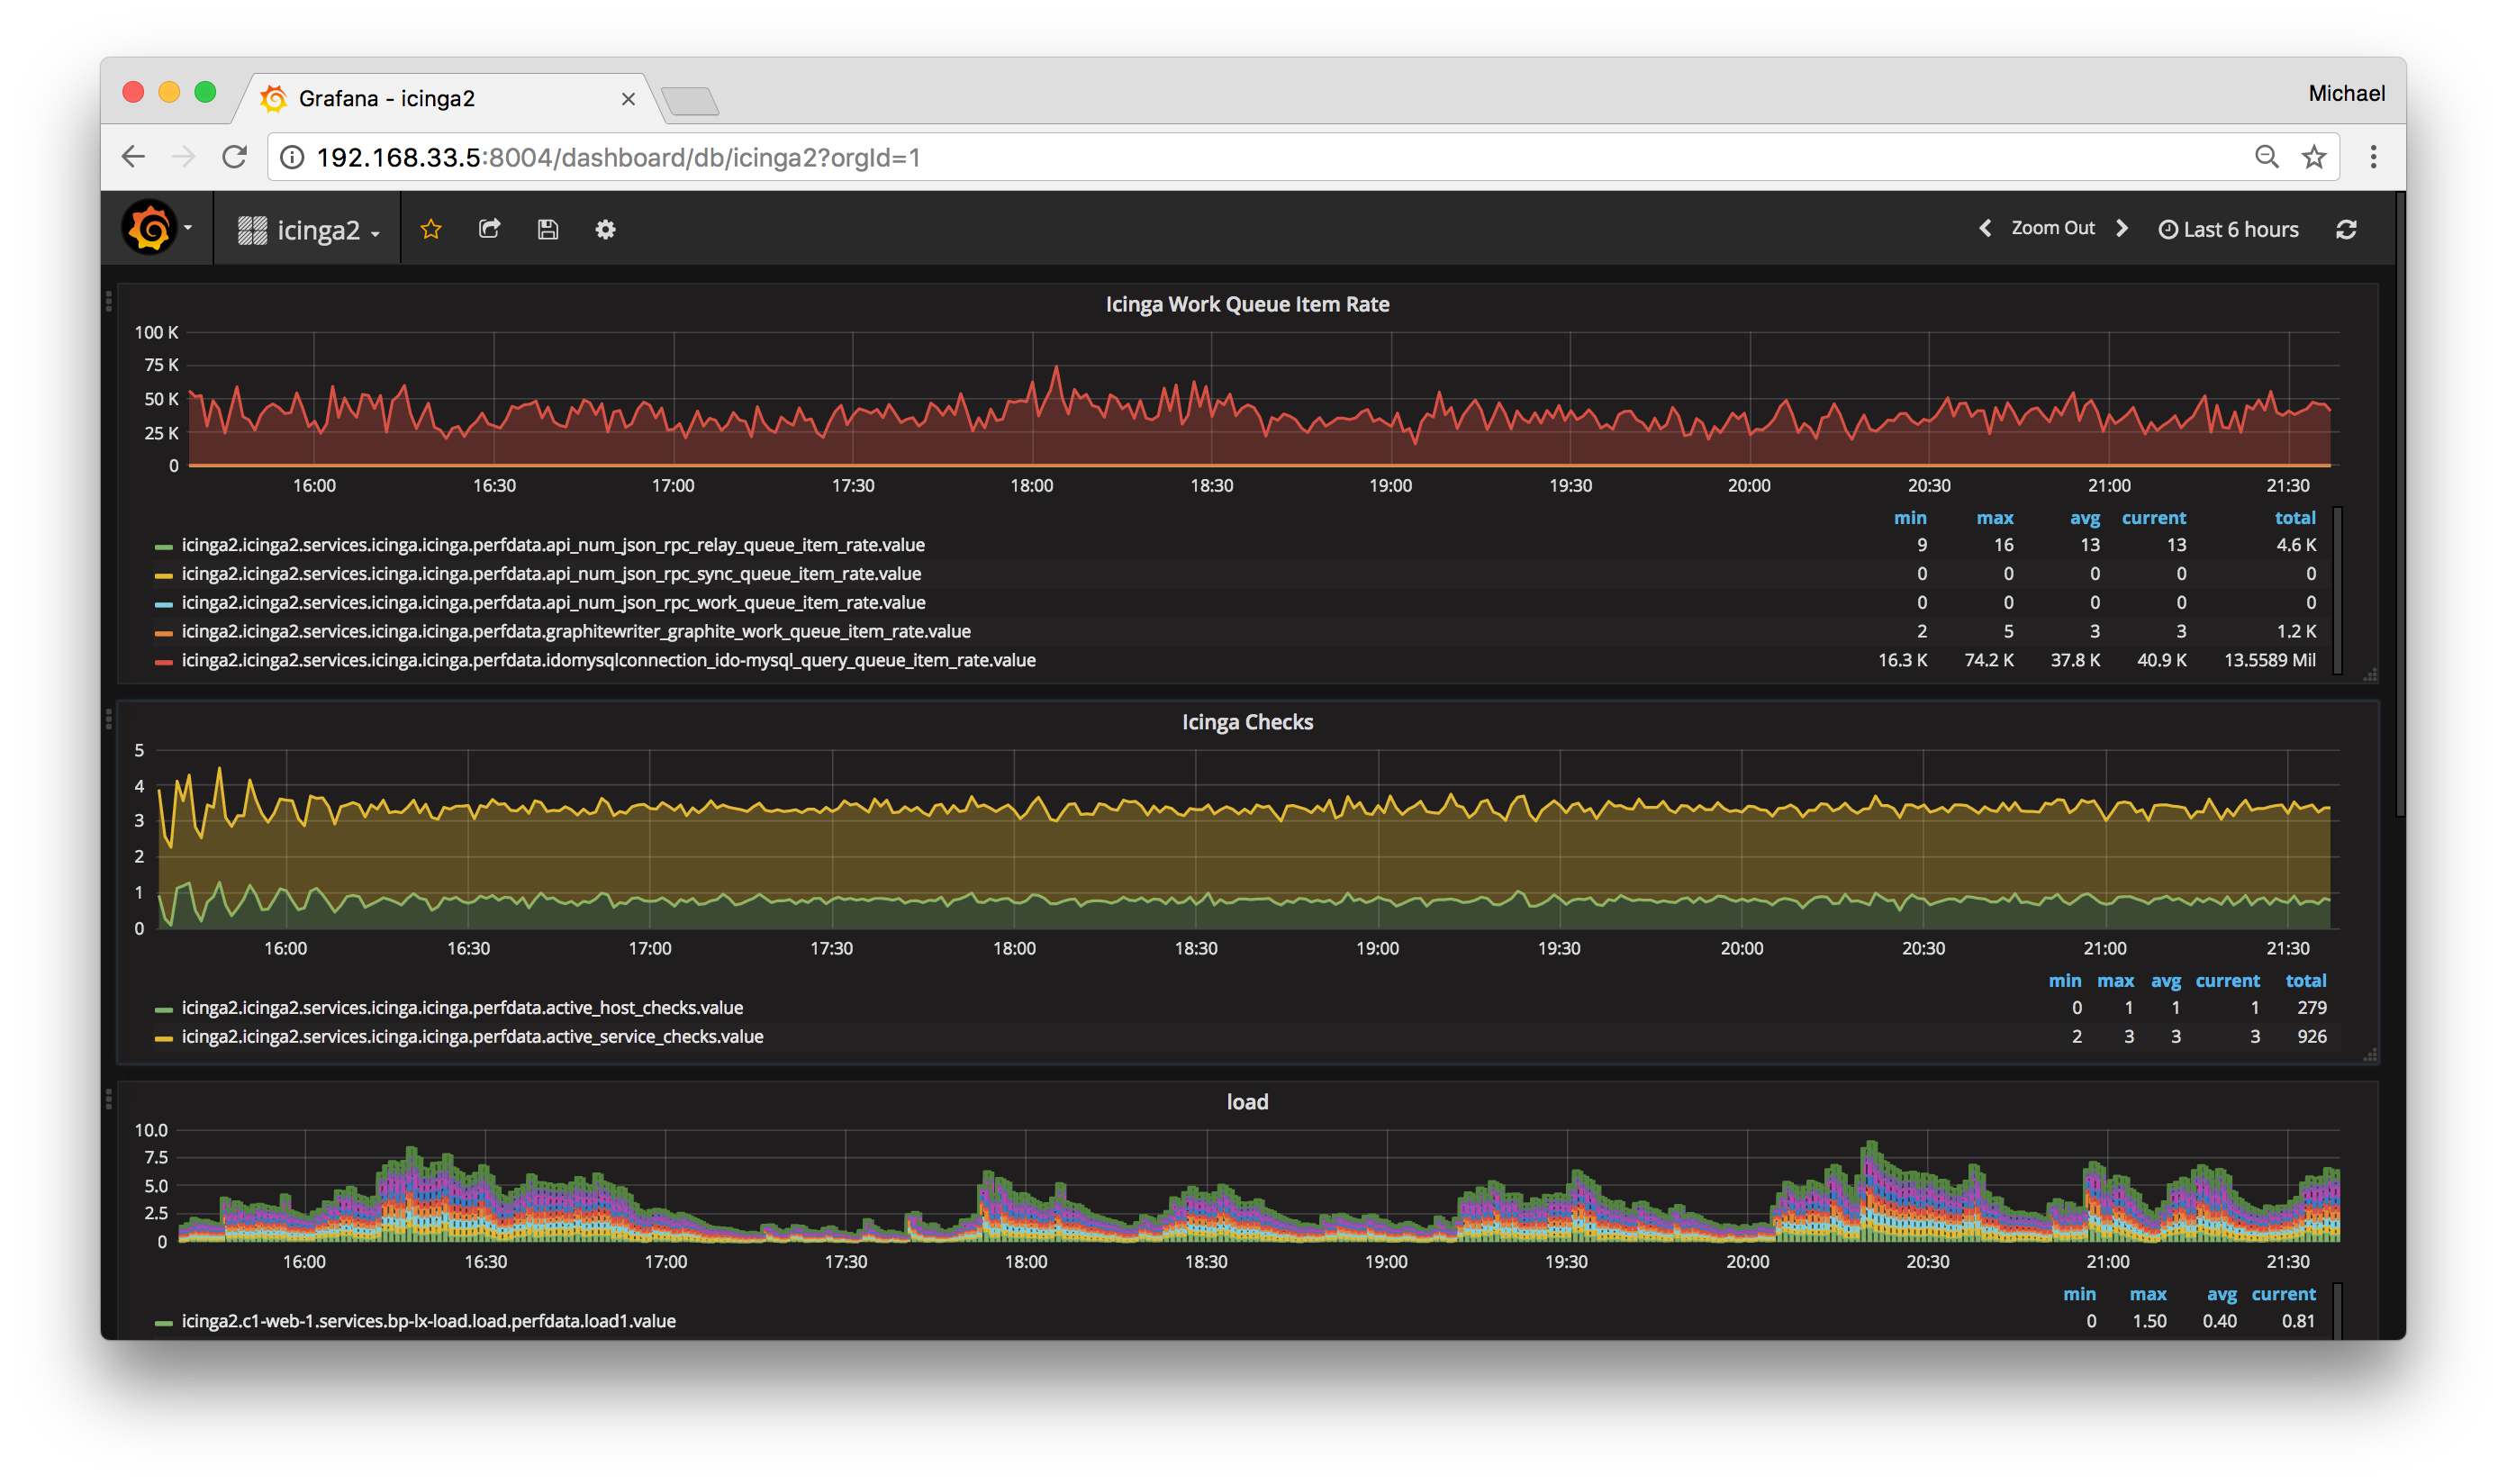 Grafana - icinga2
Michael
192.168.33.5:8004/dashboard/db/icinga2?orgId=1
icinga2
Zoom Out
Last 6 hours
Icinga Work Queue Item Rate
100 K
75 K
50 K
25 K
0
16:00 16:30 17:00 17:30 18:00 18:30 19:00 19:30 20:00 20:30 21:00 21:30
min max avg current total
icinga2.icinga2.services.icinga.icinga.perfdata.api_num_json_rpc_relay_queue_item_rate.value 9 16 13 13 4.6 K
icinga2.icinga2.services.icinga.icinga.perfdata.api_num_json_rpc_sync_queue_item_rate.value 0 0 0 0 0
icinga2.icinga2.services.icinga.icinga.perfdata.api_num_json_rpc_work_queue_item_rate.value 0 0 0 0 0
icinga2.icinga2.services.icinga.icinga.perfdata.graphitewriter_graphite_work_queue_item_rate.value 2 5 3 3 1.2 K
icinga2.icinga2.services.icinga.icinga.perfdata.idomysqlconnection_ido-mysql_query_queue_item_rate.value 16.3 K 74.2 K 37.8 K 40.9 K 13.5589 Mil
Icinga Checks
5
4
3
2
1
0
16:00 16:30 17:00 17:30 18:00 18:30 19:00 19:30 20:00 20:30 21:00 21:30
min max avg current total
icinga2.icinga2.services.icinga.icinga.perfdata.active_host_checks.value 0 1 1 1 279
icinga2.icinga2.services.icinga.icinga.perfdata.active_service_checks.value 2 3 3 3 926
load
10.0
7.5
5.0
2.5
0
16:00 16:30 17:00 17:30 18:00 18:30 19:00 19:30 20:00 20:30 21:00 21:30
min max avg current
icinga2.c1-web-1.services.bp-lx-load.load.perfdata.load1.value 0 1.50 0.40 0.81